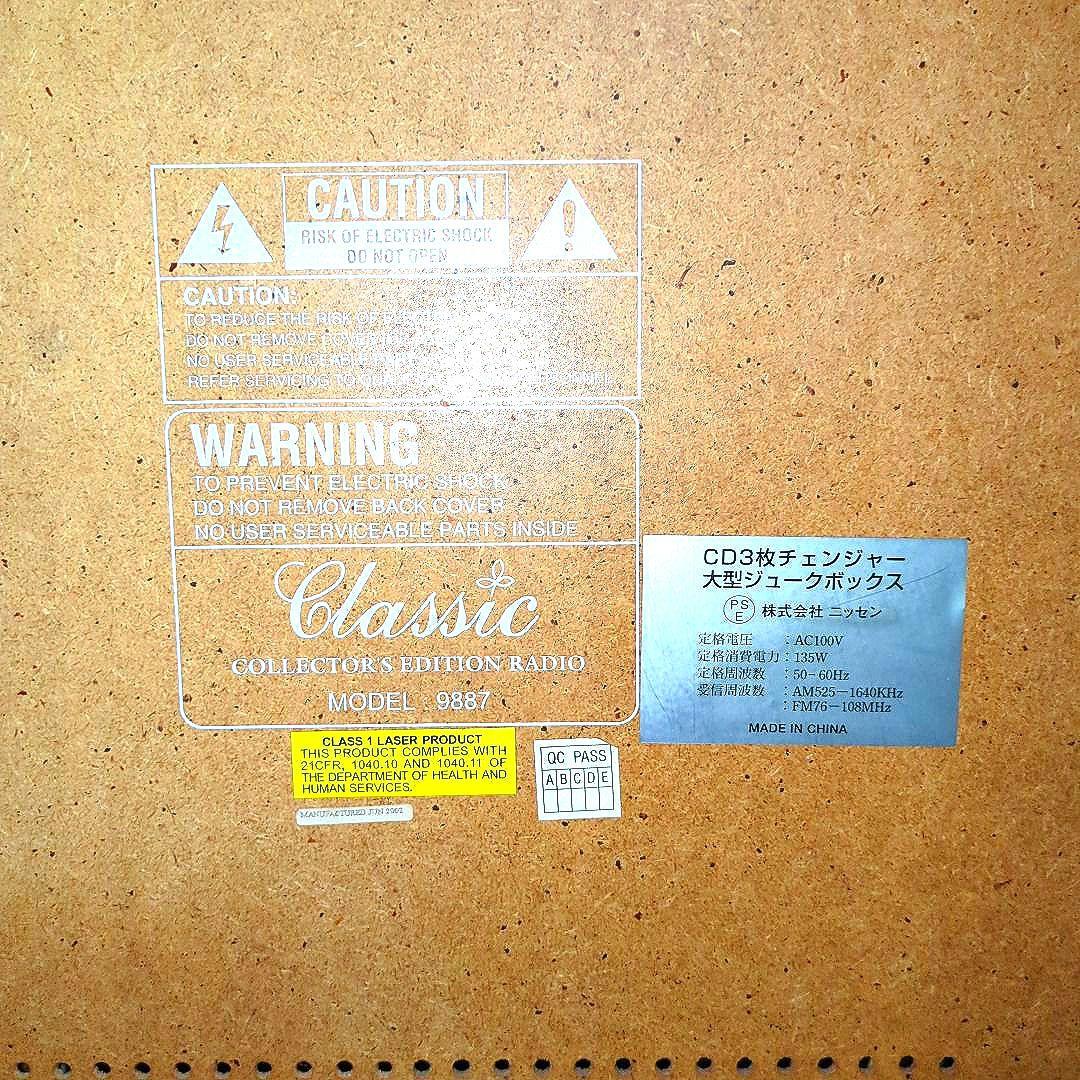 CAUTION
RISK OF ELECTRIC SHOCK
DO NOT OPEN
CAUTION:
TO REDUCE THE RISK OF ELECTRIC
DO NOT REMOVE COVER
NO USER SERVICEABLE
REFER SERVICING TO
WARNING
TO PREVENT ELECTRIC SHOCK
DO NOT REMOVE BACK COVER
NO USER SERVICEABLE PARTS INSIDE
Classic
COLLECTOR'S EDITION RADIO
MODEL : 9887
CD3枚チェンジャー
大型ジュークボックス
PSE 株式会社 ニッセン
定格電圧 : AC100V
定格消費電力 : 135W
定格周波数 : 50-60Hz
受信周波数 : AM525-1640KHz
: FM76-108MHz
MADE IN CHINA
CLASS 1 LASER PRODUCT
THIS PRODUCT COMPLIES WITH
21CFR, 1040.10 AND 1040.11 OF
THE DEPARTMENT OF HEALTH AND
HUMAN SERVICES.
MANUFACTURED JUN 2002
QC PASS
A B C D E